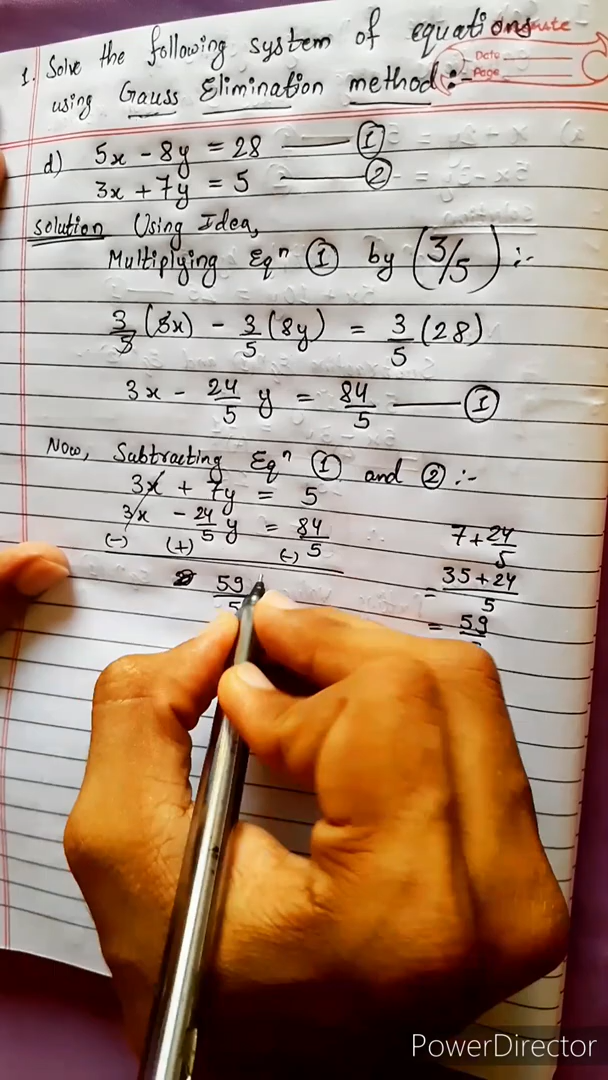 1. Solve the following system of equations
using Gauss Elimination method :-
Date
Page
d) 5x - 8y = 28 —— ①
3x + 7y = 5 —— ②
Solution Using Idea,
Multiplying Eqⁿ ① by (3/5) :-
3/5 (5x) - 3/5 (8y) = 3/5 (28)
3x - 24/5 y = 84/5 —— ①
Now, Subtracting Eqⁿ ① and ② :-
3x + 7y = 5
3x - 24/5 y = 84/5
(-) (+) (-)
59/5
7 + 24/5
= 35 + 24/5
= 59
PowerDirector